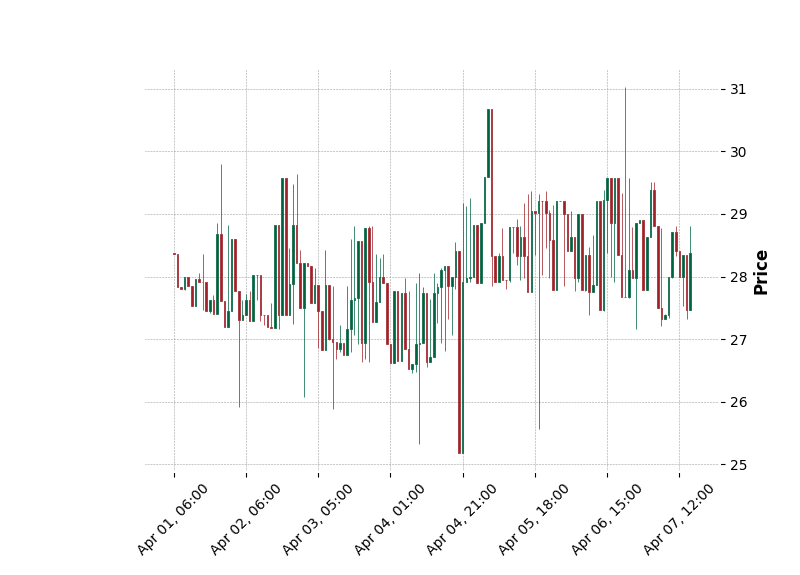 31
30
29
28
27
26
25
Price
Apr 01, 06:00
Apr 02, 06:00
Apr 03, 05:00
Apr 04, 01:00
Apr 04, 21:00
Apr 05, 18:00
Apr 06, 15:00
Apr 07, 12:00